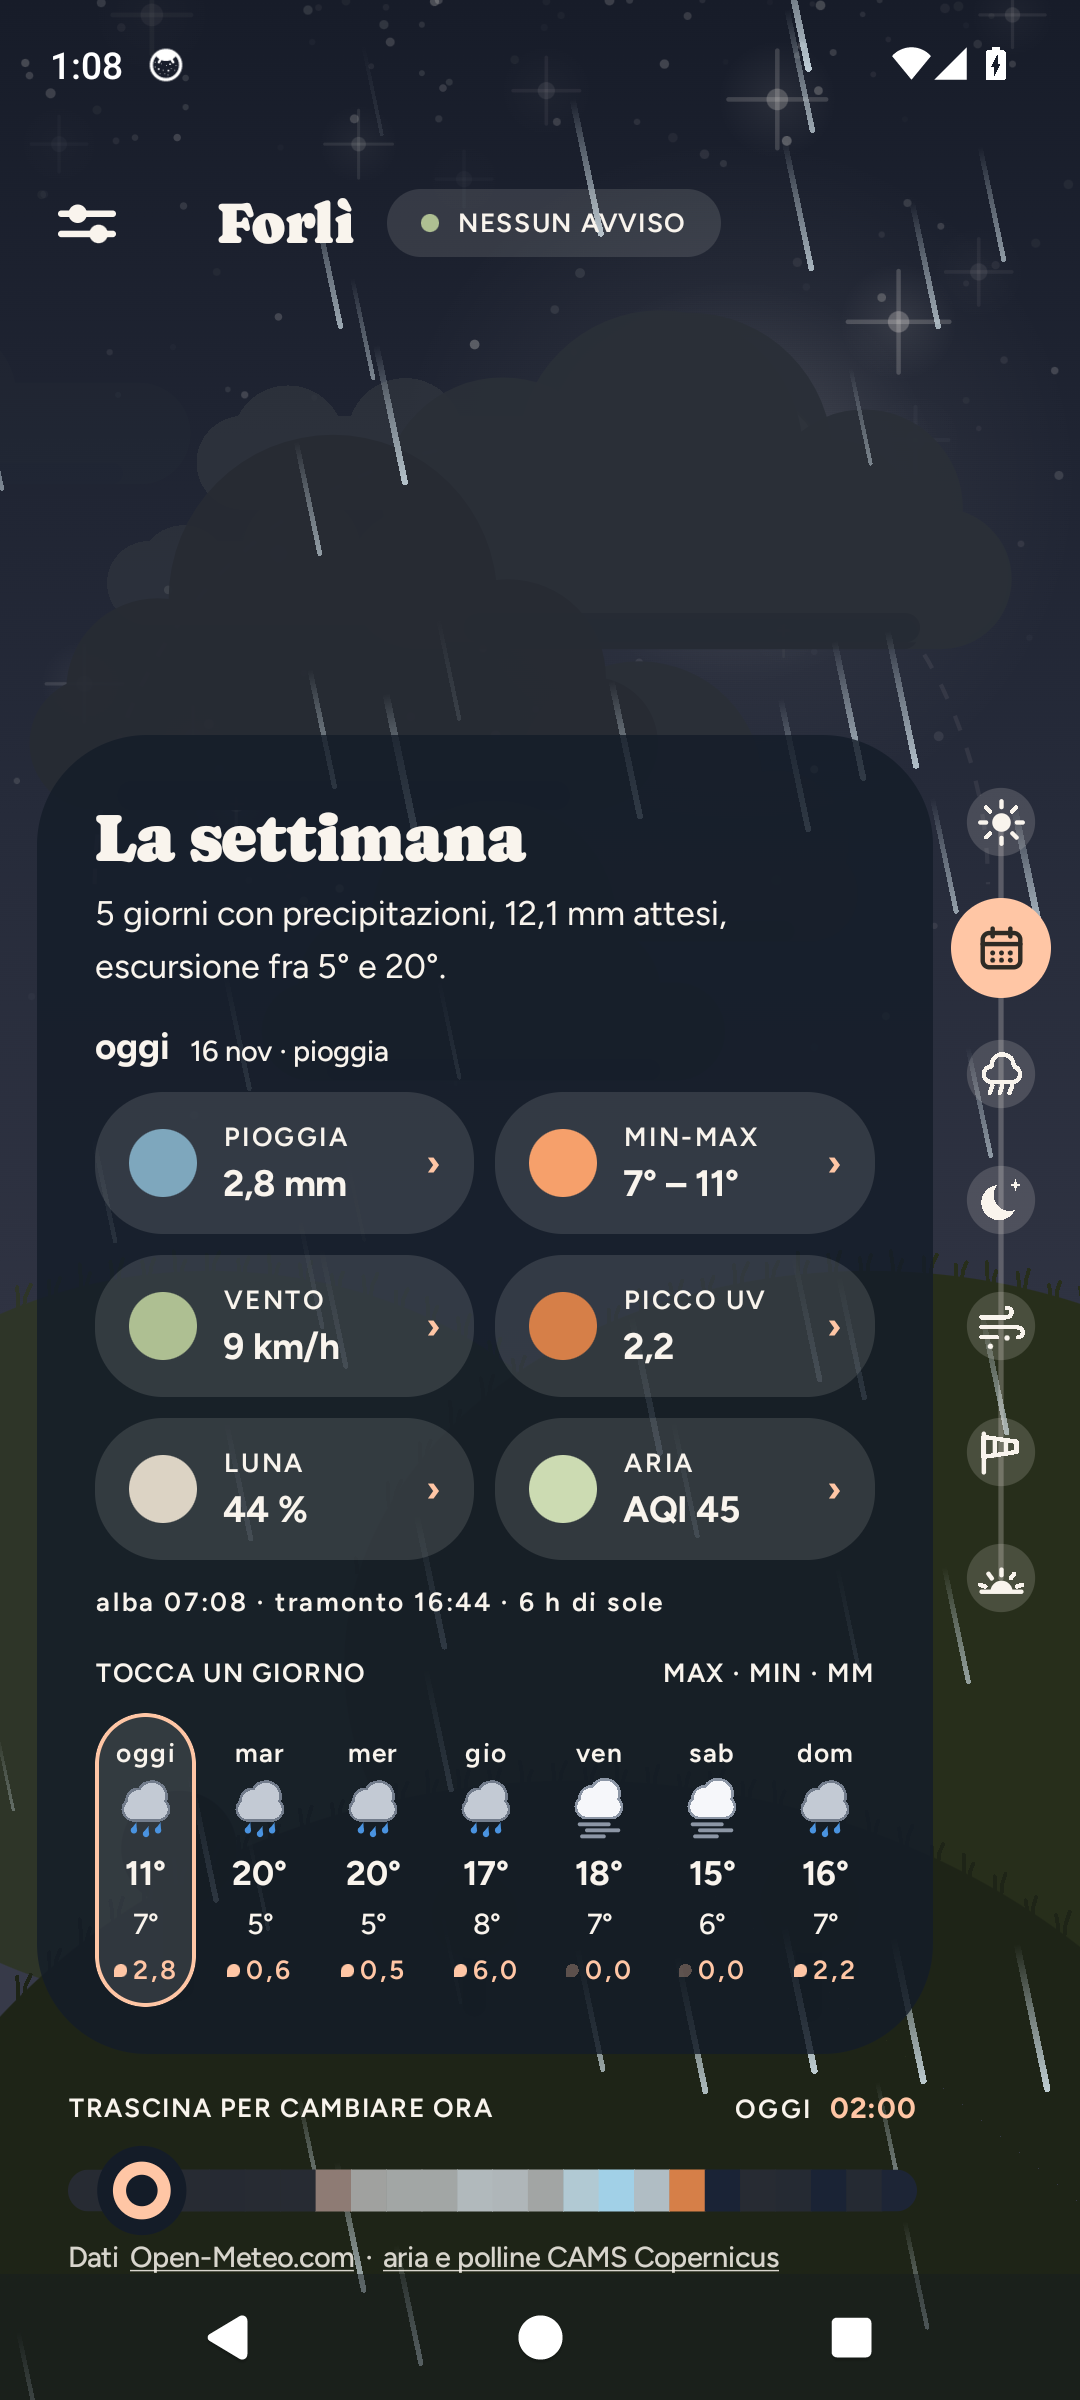 1:08
Forlì
NESSUN AVVISO
La settimana
5 giorni con precipitazioni, 12,1 mm attesi,
escursione fra 5° e 20°.
oggi 16 nov · pioggia
PIOGGIA
2,8 mm ›
MIN-MAX
7° – 11° ›
VENTO
9 km/h ›
PICCO UV
2,2 ›
LUNA
44 % ›
ARIA
AQI 45 ›
alba 07:08 · tramonto 16:44 · 6 h di sole
TOCCA UN GIORNO MAX · MIN · MM
oggi mar mer gio ven sab dom
11° 20° 20° 17° 18° 15° 16°
7° 5° 5° 8° 7° 6° 7°
2,8 0,6 0,5 6,0 0,0 0,0 2,2
TRASCINA PER CAMBIARE ORA OGGI 02:00
Dati Open-Meteo.com · aria e polline CAMS Copernicus